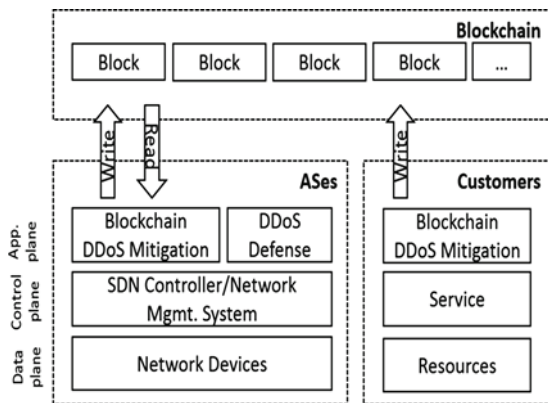 Blockchain
Block Block Block Block ...
Write Read Write
ASes Customers
App. plane
Blockchain DDoS Mitigation
DDoS Defense
Blockchain DDoS Mitigation
Control plane
SDN Controller/Network Mgmt. System
Service
Data plane
Network Devices
Resources